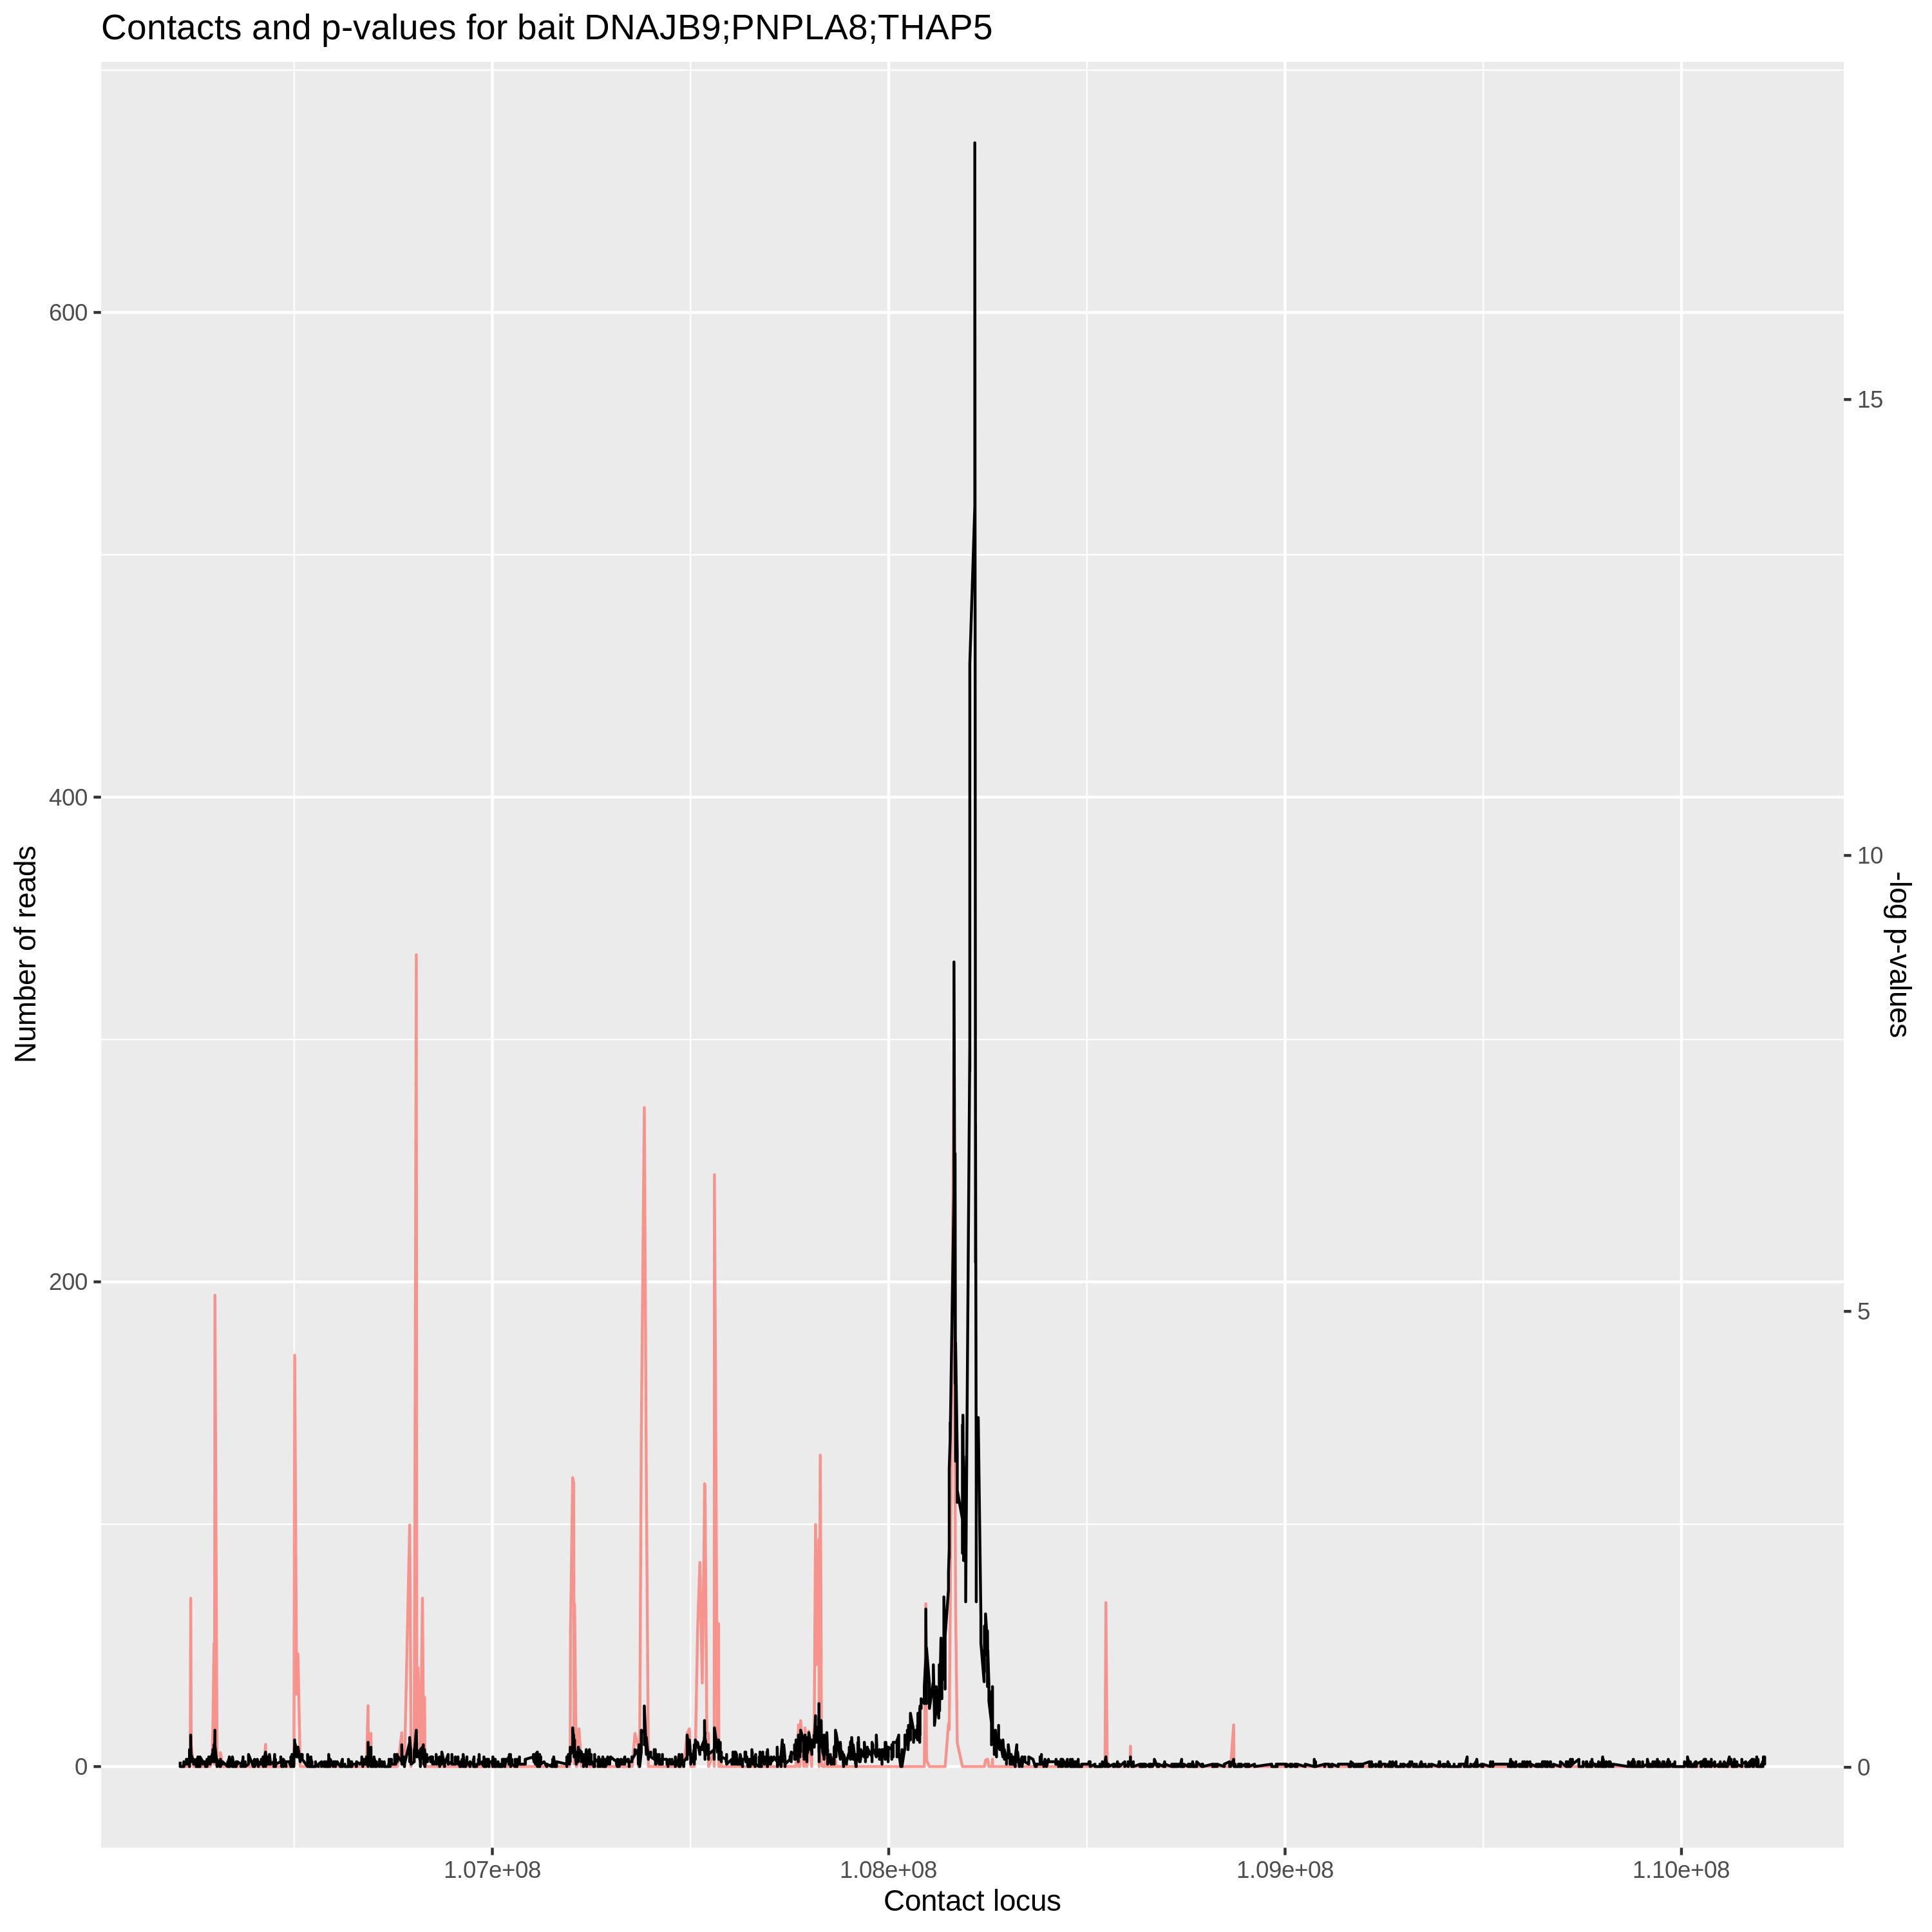 Contacts and p-values for bait DNAJB9;PNPLA8;THAP5
600
400
200
0
Number of reads
15
10
5
0
-log p-values
1.07e+08
1.08e+08
1.09e+08
1.10e+08
Contact locus